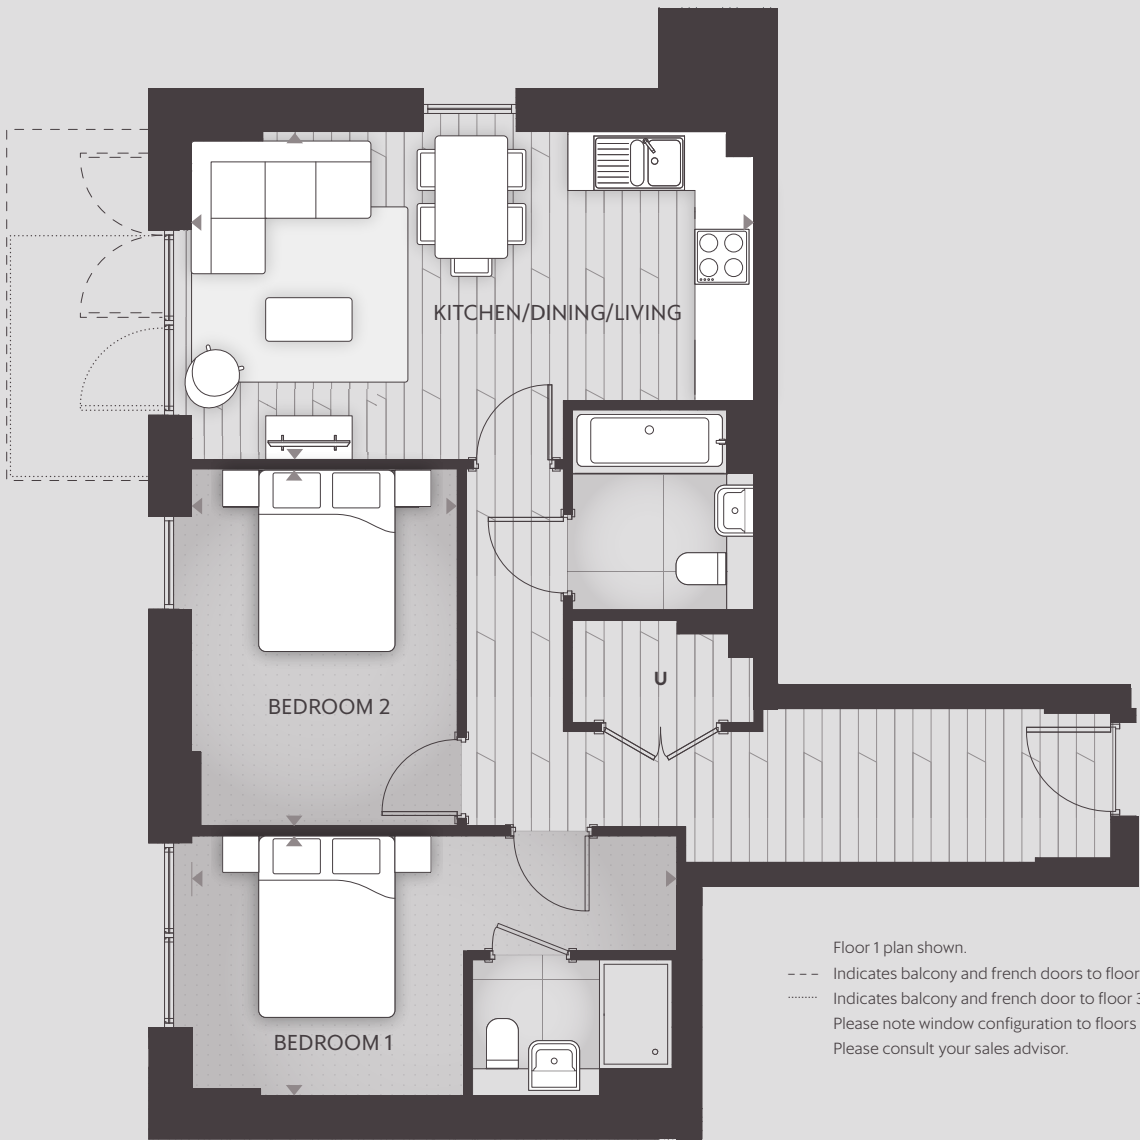 KITCHEN/DINING/LIVING
BEDROOM 2
U
BEDROOM 1
Floor 1 plan shown.
Indicates balcony and french doors to floor
Indicates balcony and french door to floor 3
Please note window configuration to floors
Please consult your sales advisor.